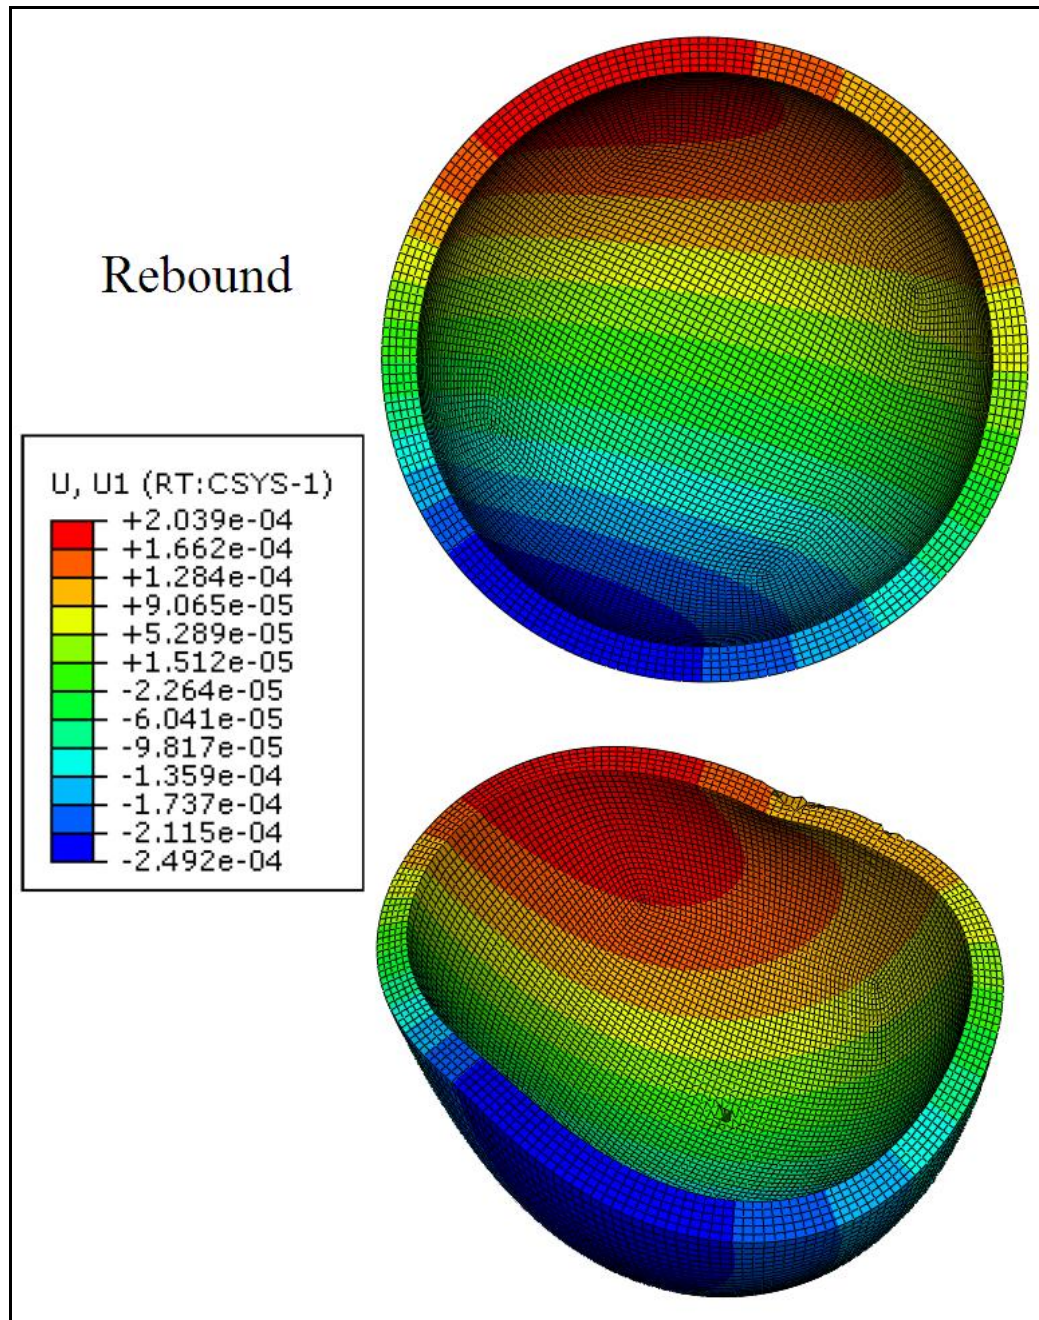 Rebound
U, U1 (RT:CSYS-1)
+2.039e-04
+1.662e-04
+1.284e-04
+9.065e-05
+5.289e-05
+1.512e-05
-2.264e-05
-6.041e-05
-9.817e-05
-1.359e-04
-1.737e-04
-2.115e-04
-2.492e-04